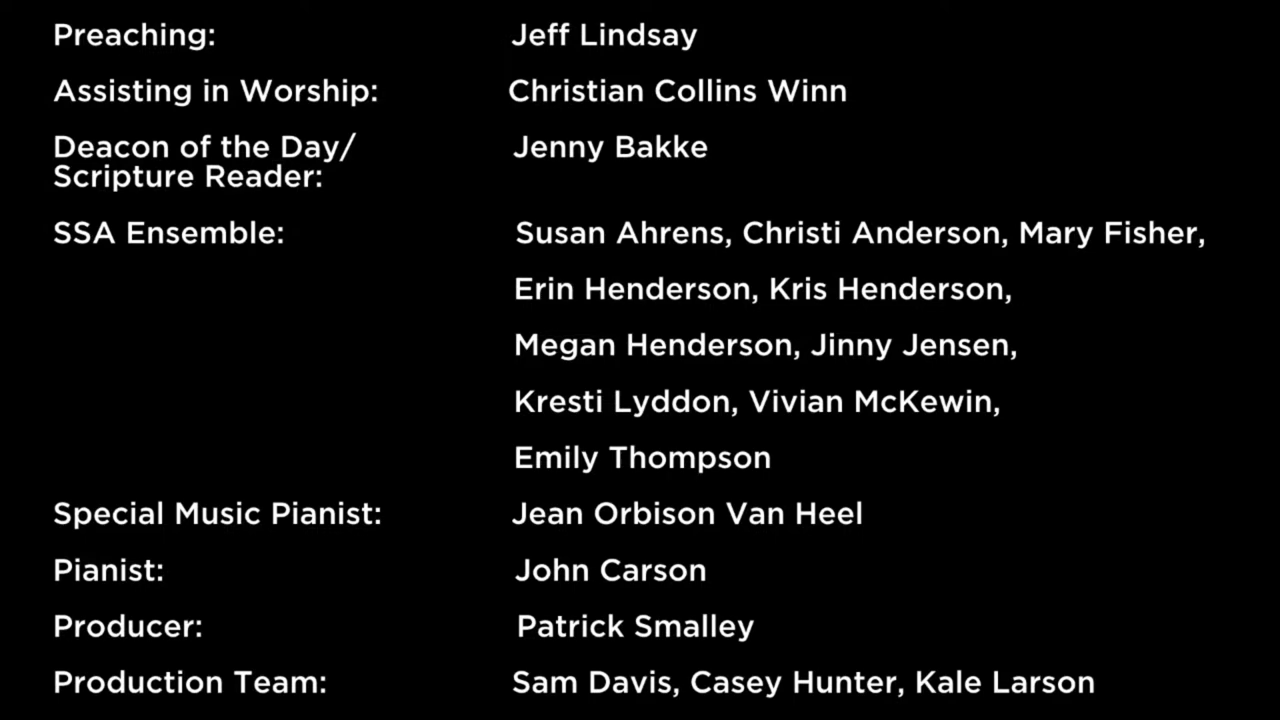 Preaching: Jeff Lindsay
Assisting in Worship: Christian Collins Winn
Deacon of the Day/ Jenny Bakke
Scripture Reader:
SSA Ensemble: Susan Ahrens, Christi Anderson, Mary Fisher,
Erin Henderson, Kris Henderson,
Megan Henderson, Jinny Jensen,
Kresti Lyddon, Vivian McKewin,
Emily Thompson
Special Music Pianist: Jean Orbison Van Heel
Pianist: John Carson
Producer: Patrick Smalley
Production Team: Sam Davis, Casey Hunter, Kale Larson